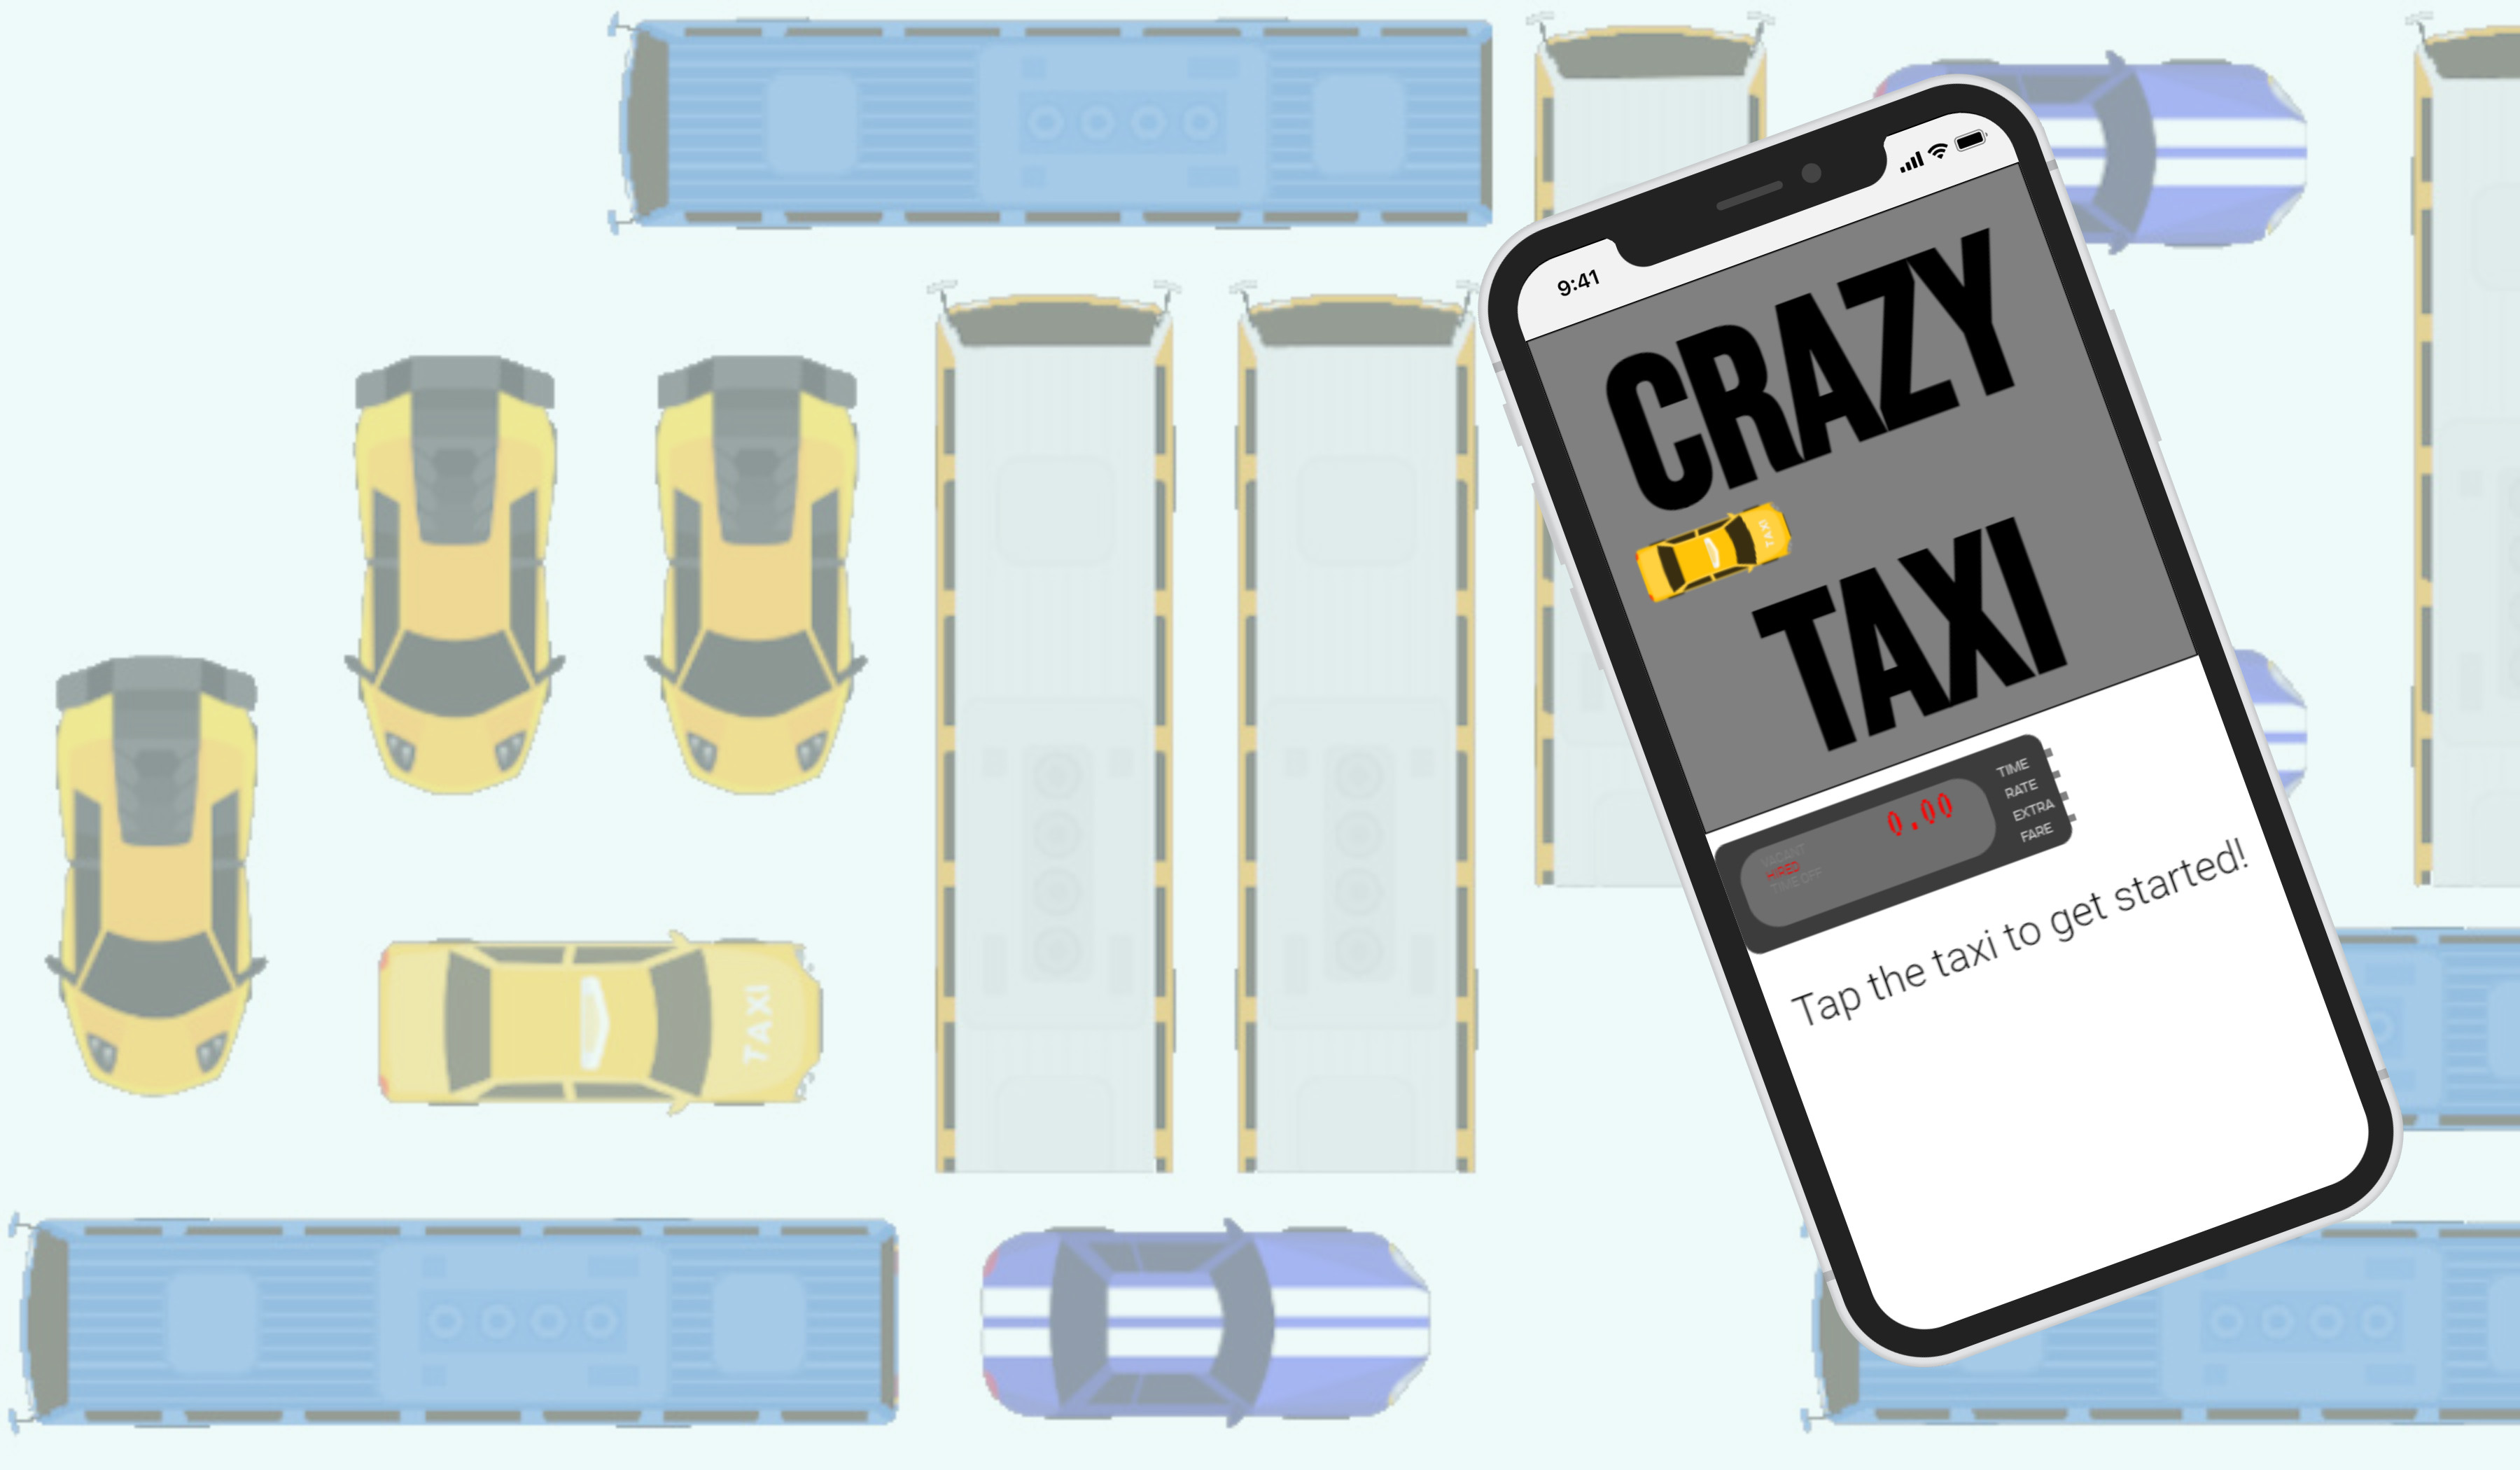 9:41
CRAZY
TAXI
TAXI
0.00
VACANT
HIRED
TIME OFF
TIME
RATE
EXTRA
FARE
Tap the taxi to get started!
TAXI